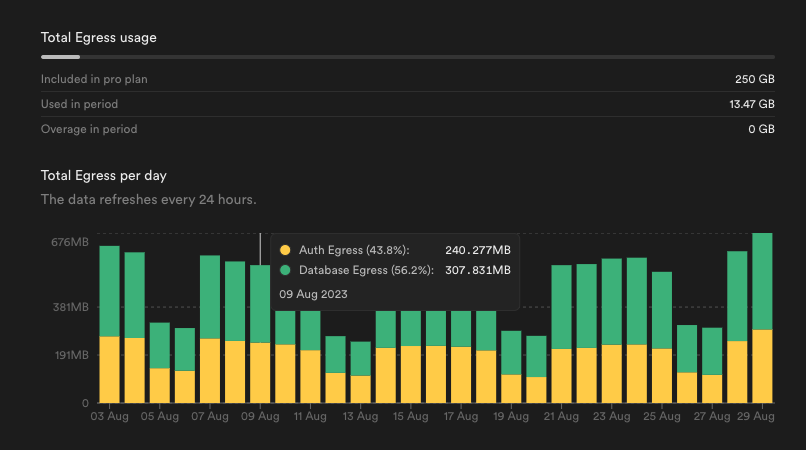 Total Egress usage
Included in pro plan 250 GB
Used in period 13.47 GB
Overage in period 0 GB
Total Egress per day
The data refreshes every 24 hours.
676MB
Auth Egress (43.8%): 240.277MB
Database Egress (56.2%): 307.831MB
09 Aug 2023
381MB
191MB
0
03 Aug 05 Aug 07 Aug 09 Aug 11 Aug 13 Aug 15 Aug 17 Aug 19 Aug 21 Aug 23 Aug 25 Aug 27 Aug 29 Aug